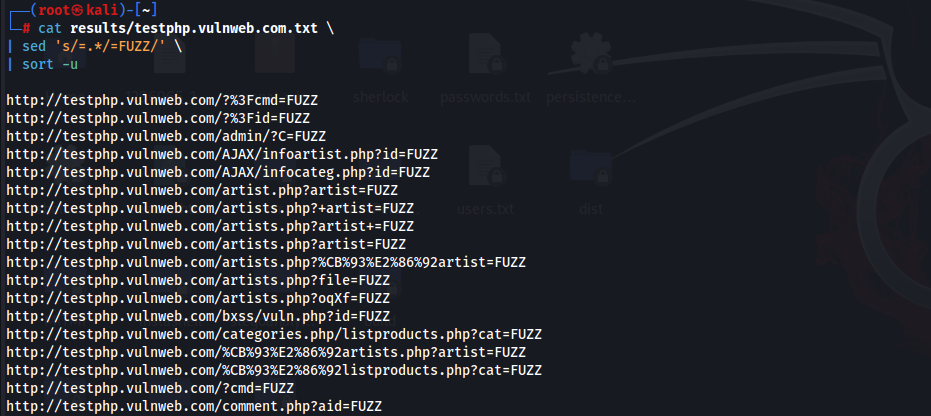 ┌──(root㉿kali)-[~]
└─# cat results/testphp.vulnweb.com.txt \
| sed 's/=.*/=FUZZ/' \
| sort -u
http://testphp.vulnweb.com/?%3Fcmd=FUZZ
http://testphp.vulnweb.com/?%3Fid=FUZZ
http://testphp.vulnweb.com/admin/?C=FUZZ
http://testphp.vulnweb.com/AJAX/infoartist.php?id=FUZZ
http://testphp.vulnweb.com/AJAX/infocateg.php?id=FUZZ
http://testphp.vulnweb.com/artist.php?artist=FUZZ
http://testphp.vulnweb.com/artists.php?+artist=FUZZ
http://testphp.vulnweb.com/artists.php?artist+=FUZZ
http://testphp.vulnweb.com/artists.php?artist=FUZZ
http://testphp.vulnweb.com/artists.php?%CB%93%E2%86%92artist=FUZZ
http://testphp.vulnweb.com/artists.php?file=FUZZ
http://testphp.vulnweb.com/artists.php?oqXf=FUZZ
http://testphp.vulnweb.com/bxss/vuln.php?id=FUZZ
http://testphp.vulnweb.com/categories.php/listproducts.php?cat=FUZZ
http://testphp.vulnweb.com/%CB%93%E2%86%92artists.php?artist=FUZZ
http://testphp.vulnweb.com/%CB%93%E2%86%92listproducts.php?cat=FUZZ
http://testphp.vulnweb.com/?cmd=FUZZ
http://testphp.vulnweb.com/comment.php?aid=FUZZ
sherlock
passwords.txt
persistence...
users.txt
dist